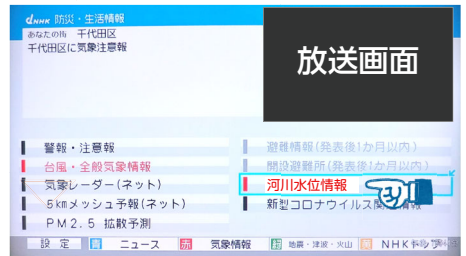 dNHK 防災・生活情報
あなたの街 千代田区
千代田区に気象注意報
放送画面
警報・注意報
台風・全般気象情報
気象レーダー(ネット)
5kmメッシュ予報(ネット)
PM2.5 拡散予測
避難情報(発表後1か月以内)
開設避難所(発表後1か月以内)
河川水位情報
新型コロナウイルス関連情報
設定 青 ニュース 赤 気象情報 緑 地震・津波・火山 黄 NHKトップ